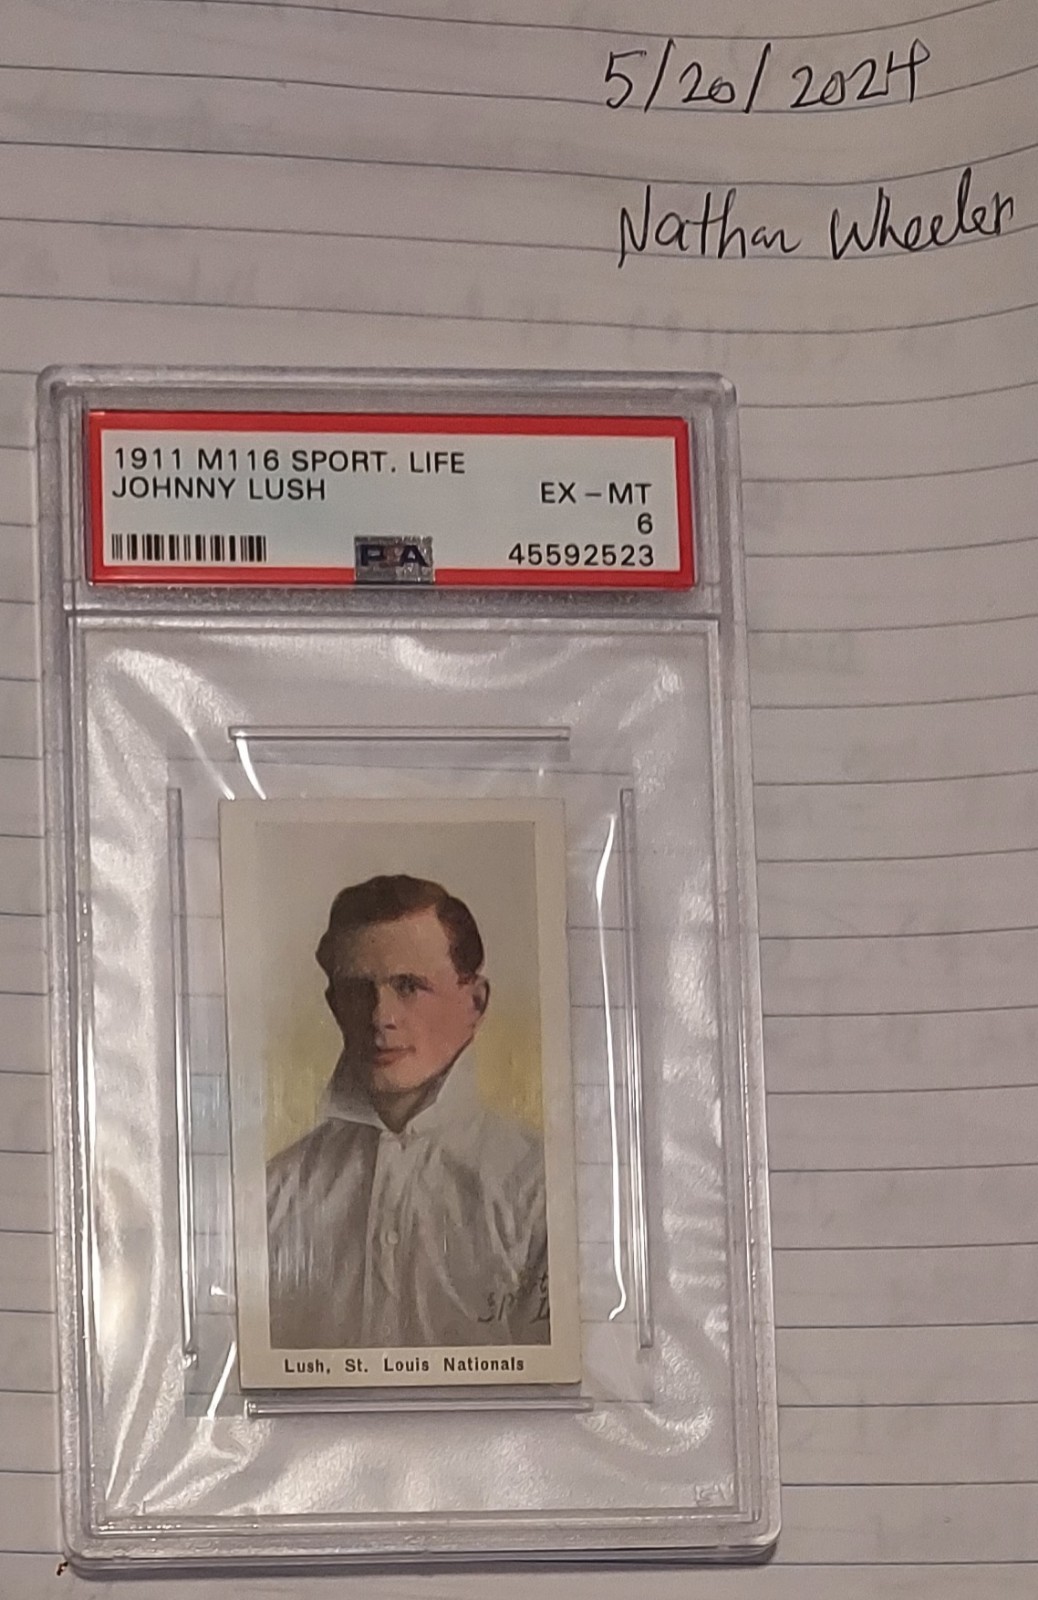 5/20/2024
Nathan Wheeler
1911 M116 SPORT. LIFE
JOHNNY LUSH
EX - MT
6
PSA
45592523
Lush, St. Louis Nationals